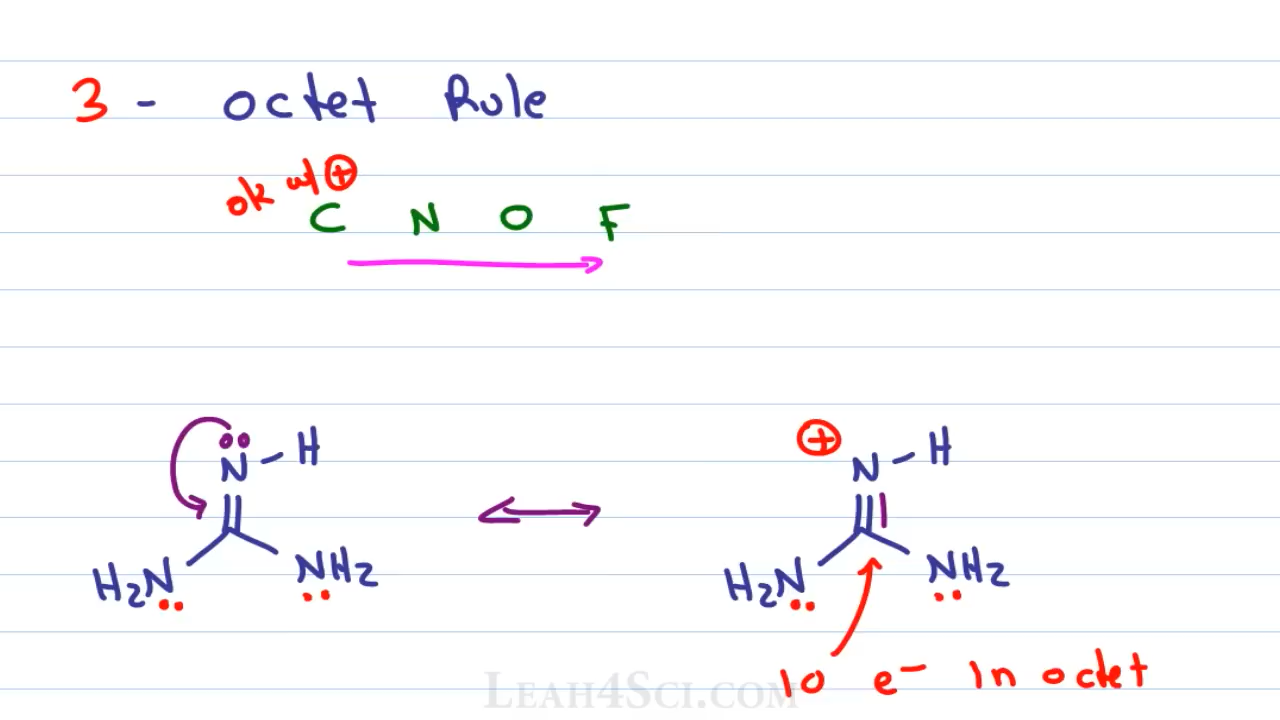 3 - Octet Rule
ok w/ ⊕
C N O F
N - H
H₂N NH₂
⊕
N - H
H₂N NH₂
10 e⁻ in octet
LEAH4SCI.COM